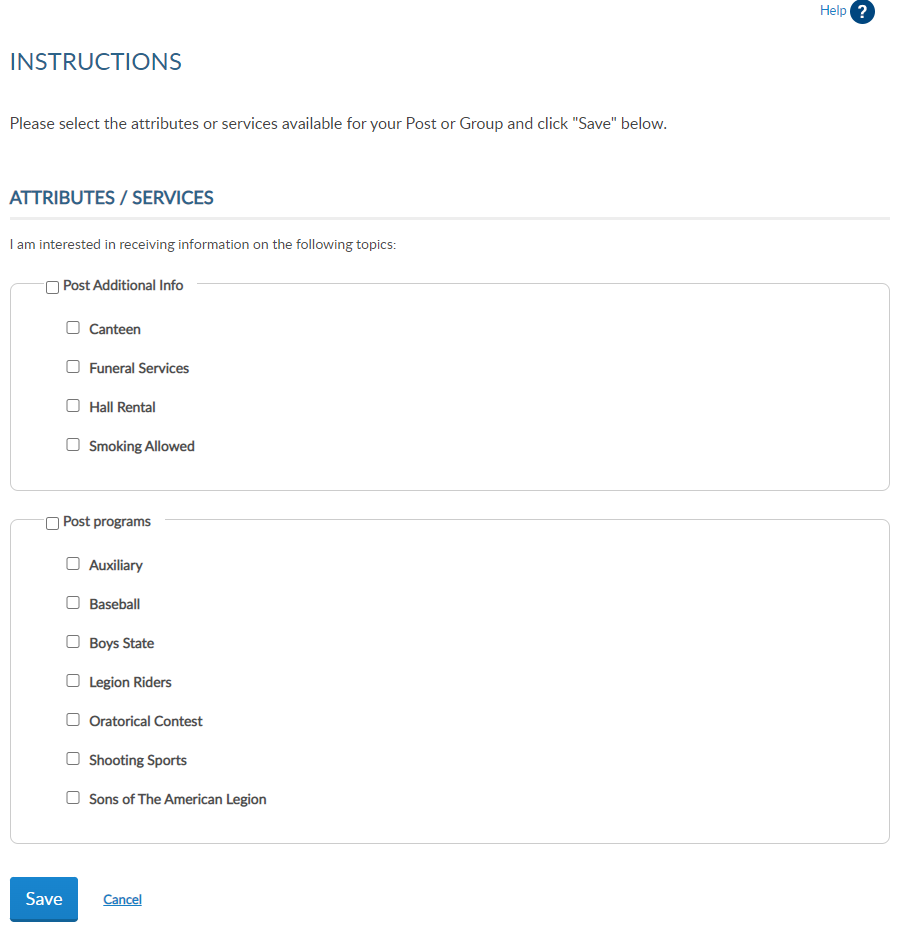 Help ?
INSTRUCTIONS
Please select the attributes or services available for your Post or Group and click "Save" below.
ATTRIBUTES / SERVICES
I am interested in receiving information on the following topics:
Post Additional Info
Canteen
Funeral Services
Hall Rental
Smoking Allowed
Post programs
Auxiliary
Baseball
Boys State
Legion Riders
Oratorical Contest
Shooting Sports
Sons of The American Legion
Save Cancel